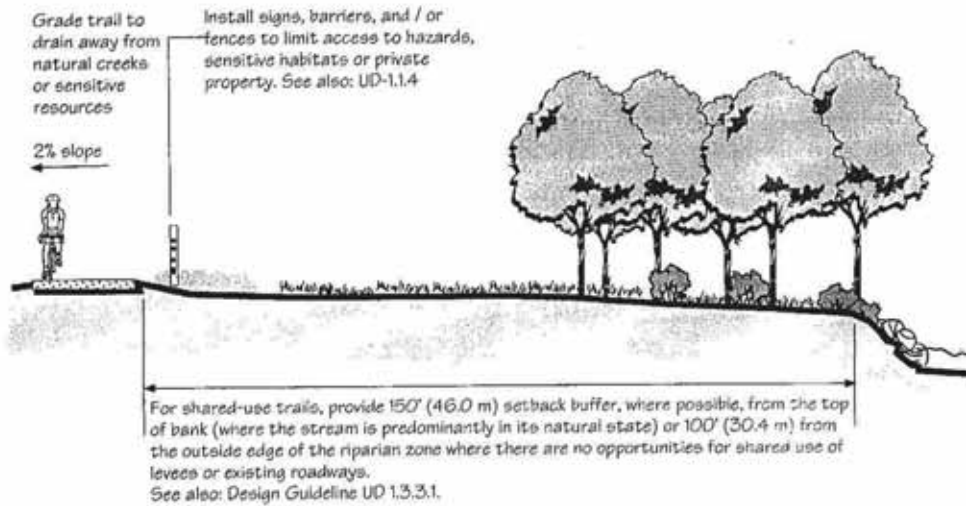 Grade trail to
drain away from
natural creeks
or sensitive
resources
2% slope
Install signs, barriers, and / or
fences to limit access to hazards,
sensitive habitats or private
property. See also: UD-1.1.4
For shared-use trails, provide 150' (46.0 m) setback buffer, where possible, from the top
of bank (where the stream is predominantly in its natural state) or 100' (30.4 m) from
the outside edge of the riparian zone where there are no opportunities for shared use of
levees or existing roadways.
See also: Design Guideline UD 1.3.3.1.